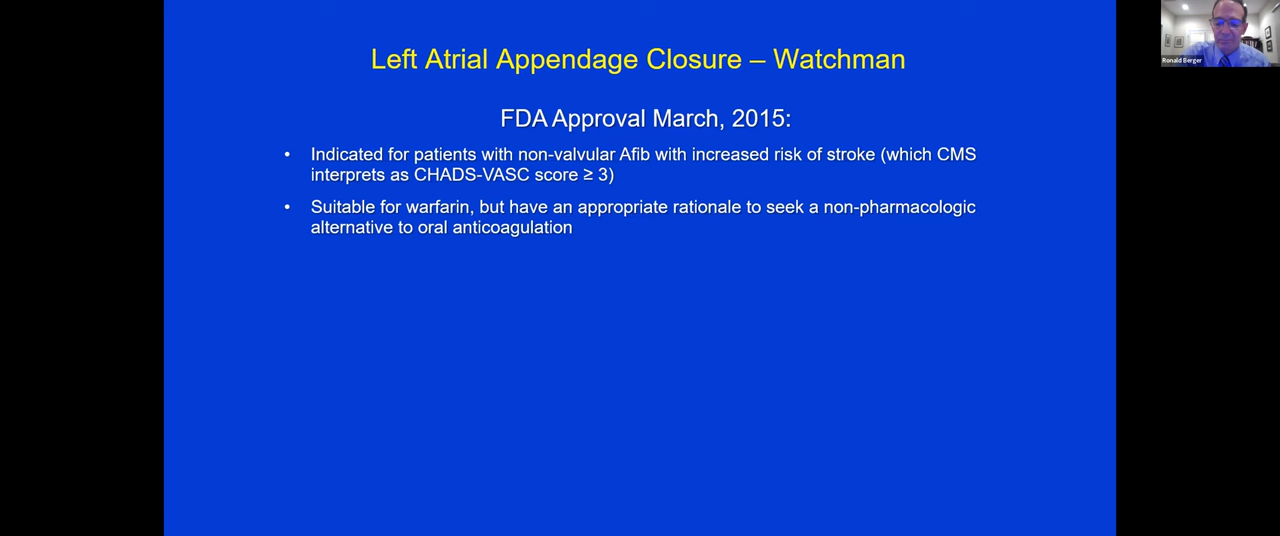 Left Atrial Appendage Closure – Watchman
Ronald Berger
FDA Approval March, 2015:
• Indicated for patients with non-valvular Afib with increased risk of stroke (which CMS
interprets as CHADS-VASC score ≥ 3)
• Suitable for warfarin, but have an appropriate rationale to seek a non-pharmacologic
alternative to oral anticoagulation